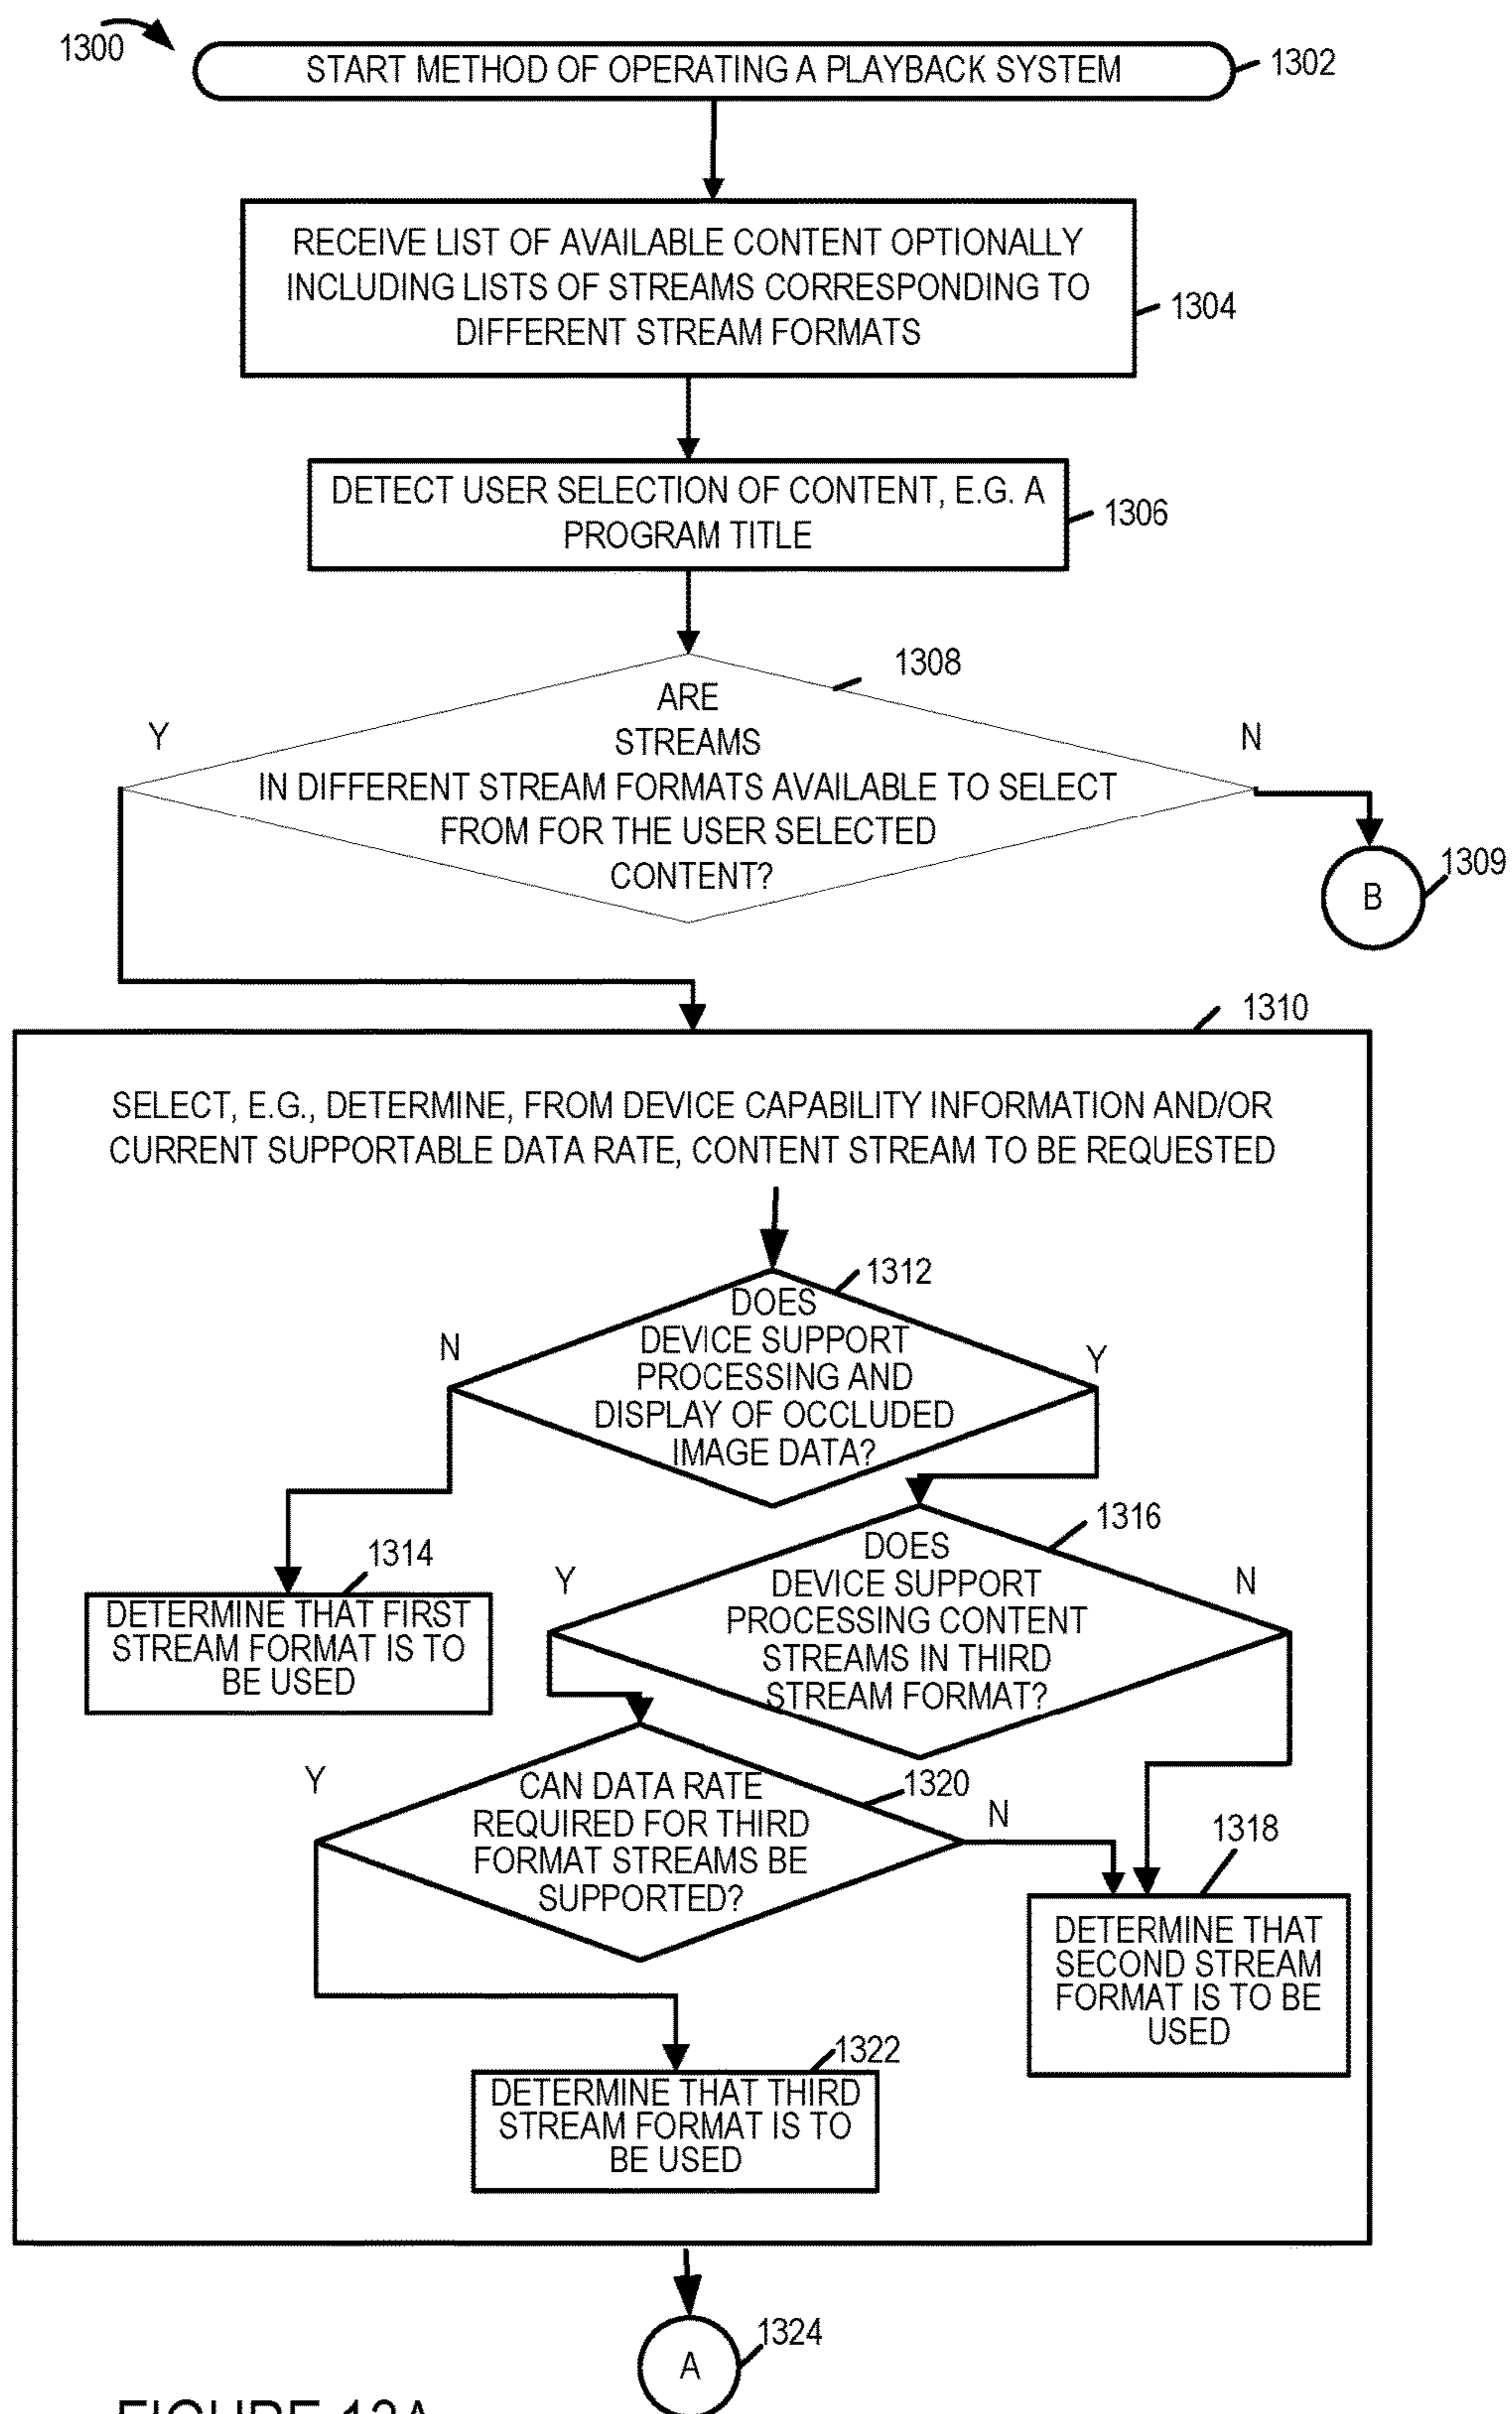 1300
START METHOD OF OPERATING A PLAYBACK SYSTEM
1302
RECEIVE LIST OF AVAILABLE CONTENT OPTIONALLY
INCLUDING LISTS OF STREAMS CORRESPONDING TO
DIFFERENT STREAM FORMATS
1304
DETECT USER SELECTION OF CONTENT, E.G. A
PROGRAM TITLE
1306
1308
Y
N
ARE
STREAMS
IN DIFFERENT STREAM FORMATS AVAILABLE TO SELECT
FROM FOR THE USER SELECTED
CONTENT?
1309
B
1310
SELECT, E.G., DETERMINE, FROM DEVICE CAPABILITY INFORMATION AND/OR
CURRENT SUPPORTABLE DATA RATE, CONTENT STREAM TO BE REQUESTED
1312
N
Y
DOES
DEVICE SUPPORT
PROCESSING AND
DISPLAY OF OCCLUDED
IMAGE DATA?
1314
DETERMINE THAT FIRST
STREAM FORMAT IS TO
BE USED
1316
Y
N
DOES
DEVICE SUPPORT
PROCESSING CONTENT
STREAMS IN THIRD
STREAM FORMAT?
1320
Y
N
CAN DATA RATE
REQUIRED FOR THIRD
FORMAT STREAMS BE
SUPPORTED?
1318
DETERMINE THAT
SECOND STREAM
FORMAT IS TO BE
USED
1322
DETERMINE THAT THIRD
STREAM FORMAT IS TO
BE USED
1324
A
FIGURE 13A